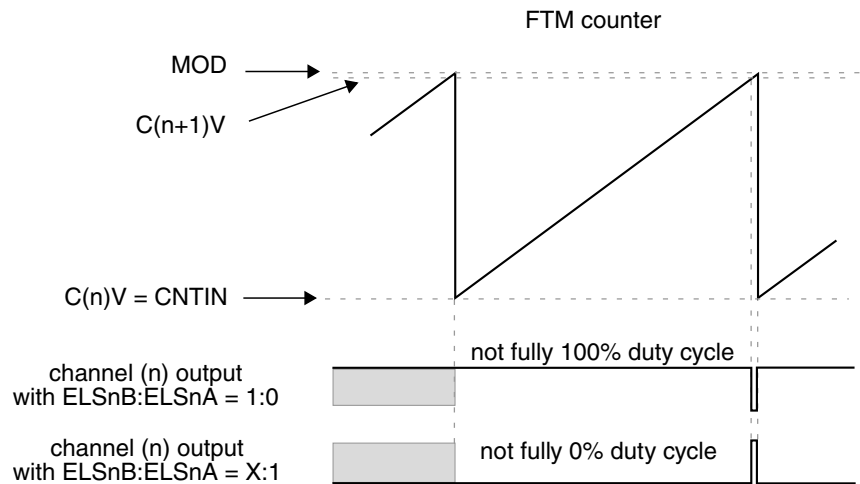 FTM counter
MOD
C(n+1)V
C(n)V = CNTIN
not fully 100% duty cycle
channel (n) output
with ELSnB:ELSnA = 1:0
channel (n) output
with ELSnB:ELSnA = X:1
not fully 0% duty cycle